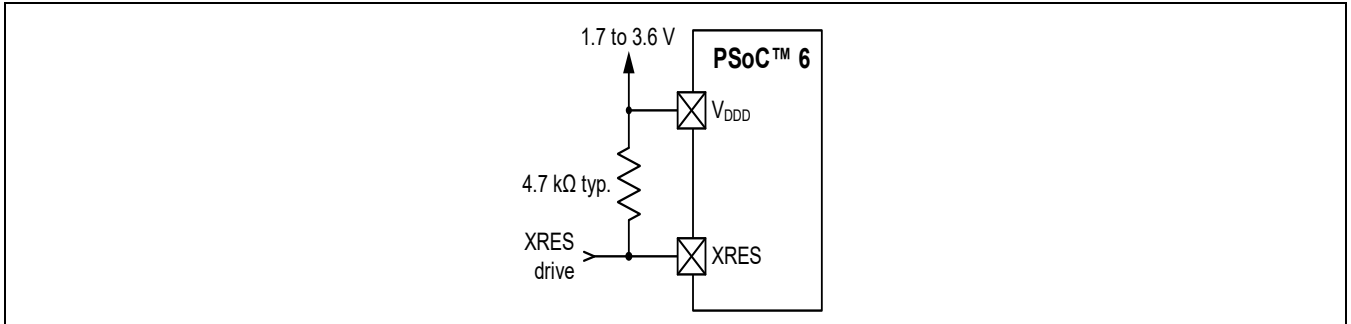 1.7 to 3.6 V
PSoC™ 6
VDDD
4.7 kΩ typ.
XRES
drive
XRES